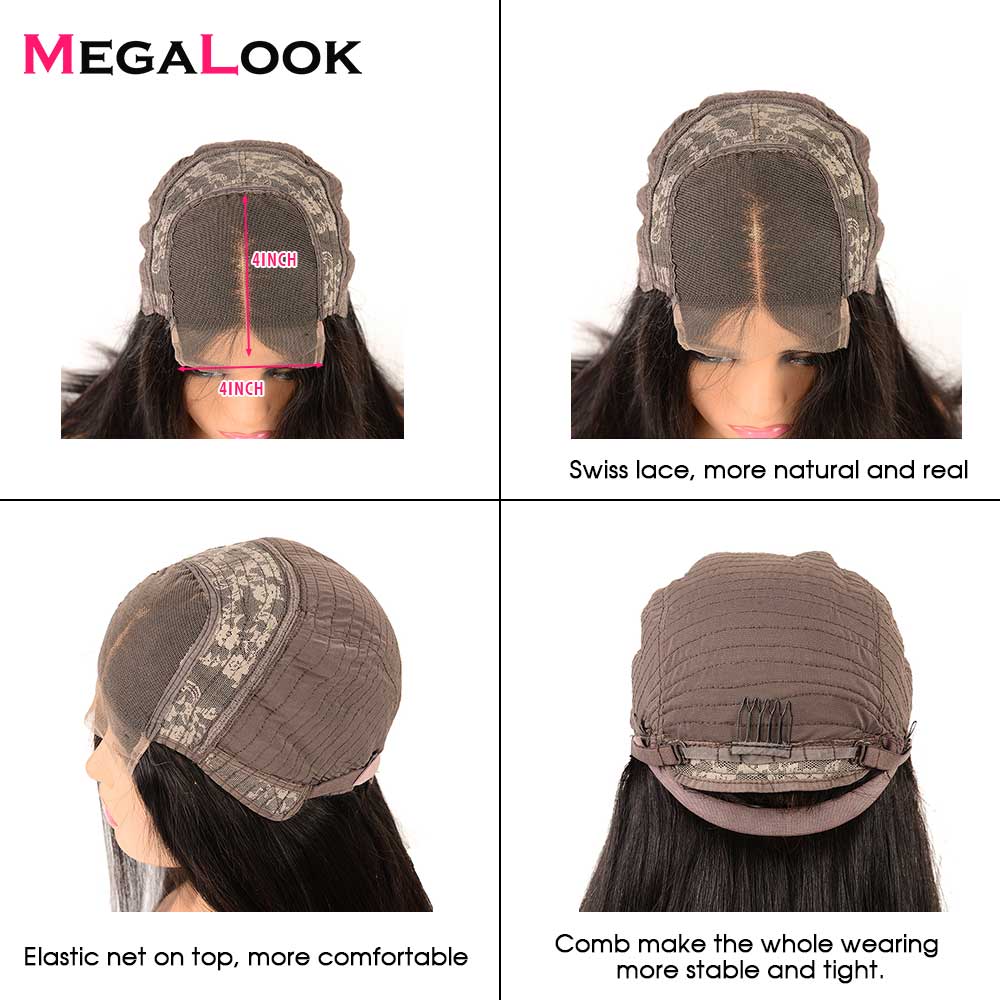 MEGALOOK
4INCH
4INCH
Swiss lace, more natural and real
Elastic net on top, more comfortable
Comb make the whole wearing
more stable and tight.